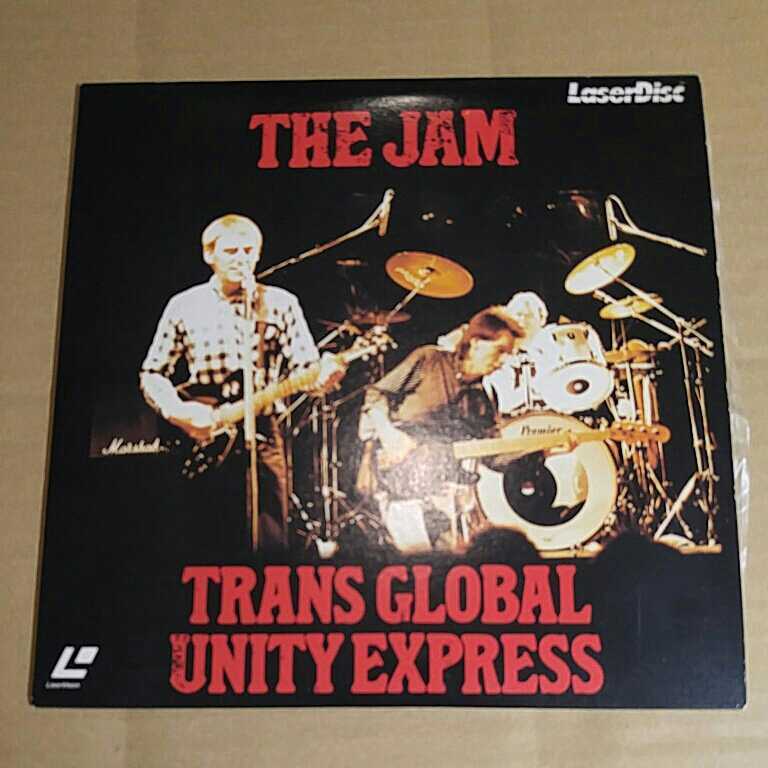 LaserDisc
THE JAM
Marshall
Premier
TRANS GLOBAL
UNITY EXPRESS
LaserVision